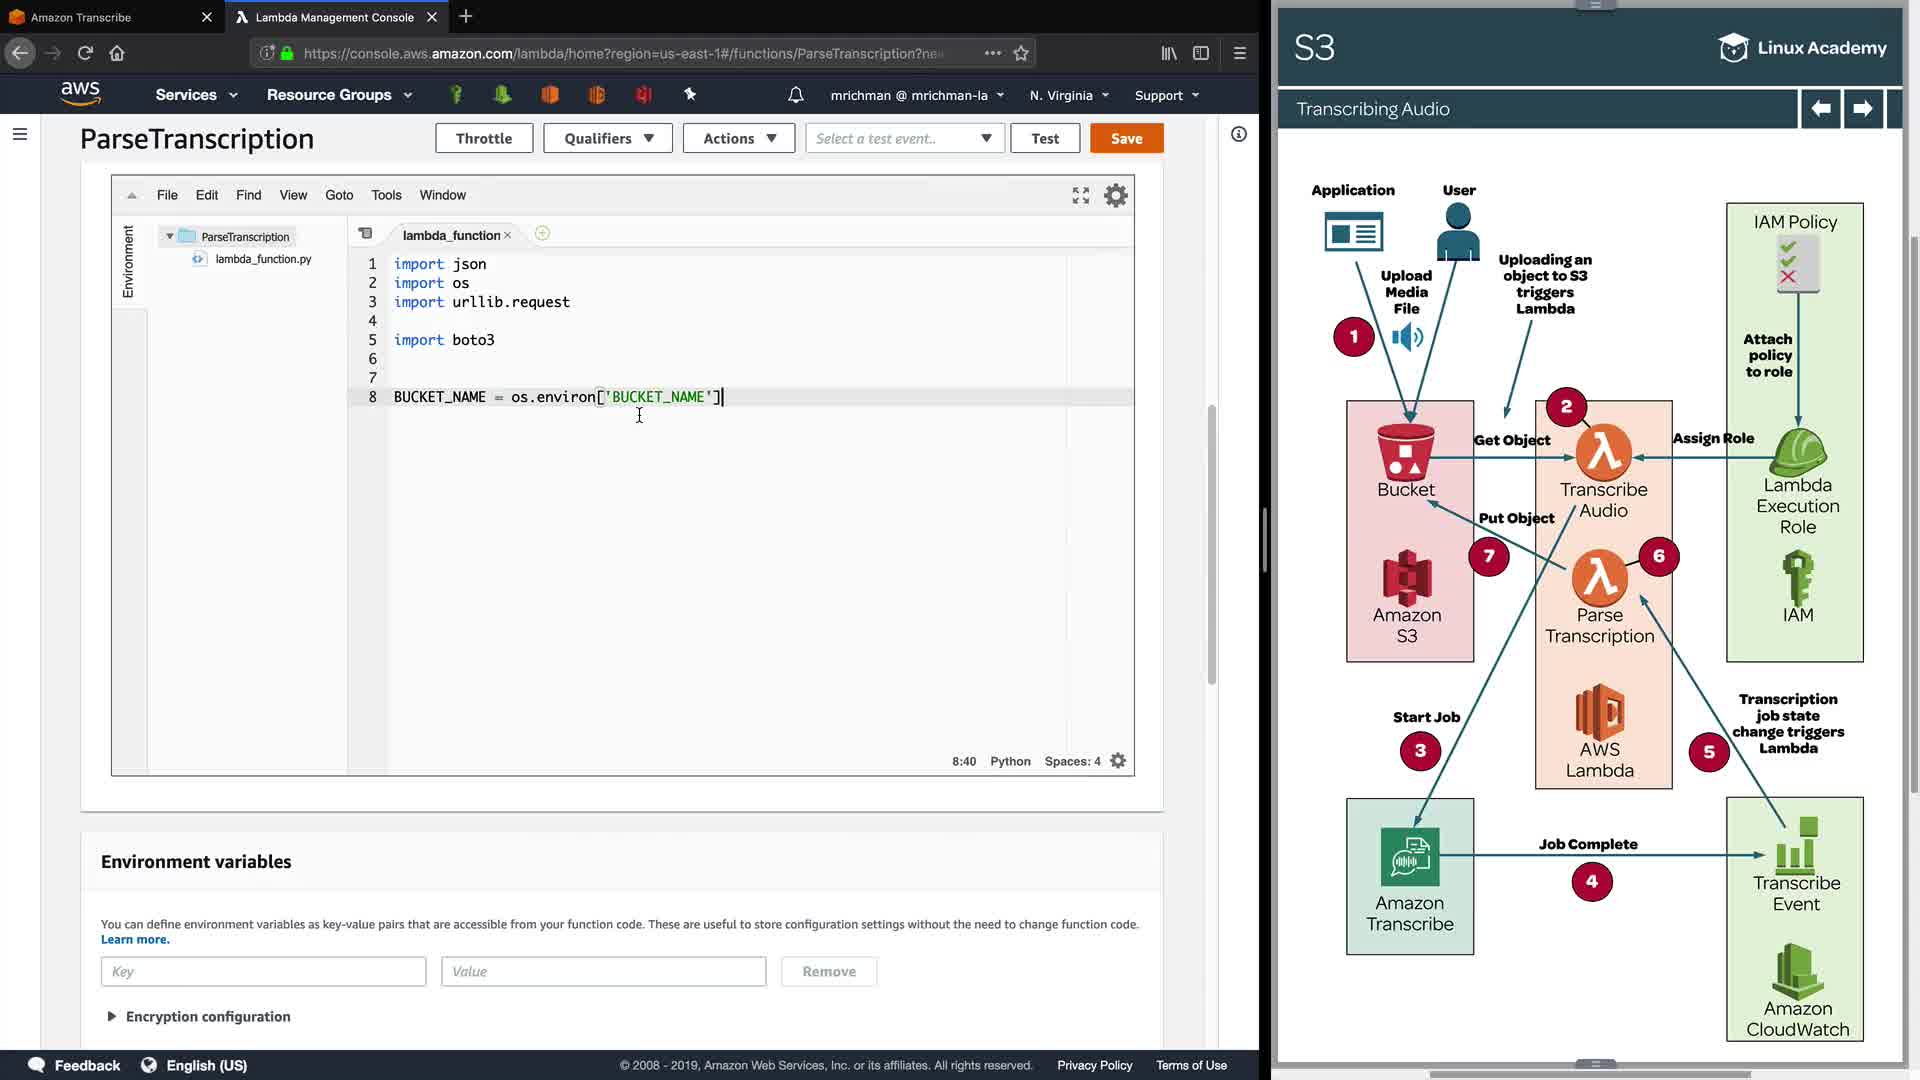 Amazon Transcribe
Lambda Management Console
https://console.aws.amazon.com/lambda/home?region=us-east-1#/functions/ParseTranscription?ne
aws
Services
Resource Groups
mrichman @ mrichman-la
N. Virginia
Support
ParseTranscription
Throttle
Qualifiers
Actions
Select a test event..
Test
Save
File
Edit
Find
View
Goto
Tools
Window
Environment
ParseTranscription
lambda_function.py
lambda_function
1 import json
2 import os
3 import urllib.request
4
5 import boto3
6
7
8 BUCKET_NAME = os.environ['BUCKET_NAME']
8:40
Python
Spaces: 4
Environment variables
You can define environment variables as key-value pairs that are accessible from your function code. These are useful to store configuration settings without the need to change function code.
Learn more.
Key
Value
Remove
Encryption configuration
Feedback
English (US)
© 2008 - 2019, Amazon Web Services, Inc. or its affiliates. All rights reserved.
Privacy Policy
Terms of Use
S3
Linux Academy
Transcribing Audio
Application
User
Upload
Media
File
1
Uploading an
object to S3
triggers
Lambda
IAM Policy
Attach
policy
to role
2
Get Object
Assign Role
Bucket
Transcribe
Audio
Lambda
Execution
Role
Put Object
7
6
Amazon
S3
Parse
Transcription
IAM
Start Job
3
AWS
Lambda
Transcription
job state
change triggers
Lambda
5
Job Complete
4
Amazon
Transcribe
Transcribe
Event
Amazon
CloudWatch